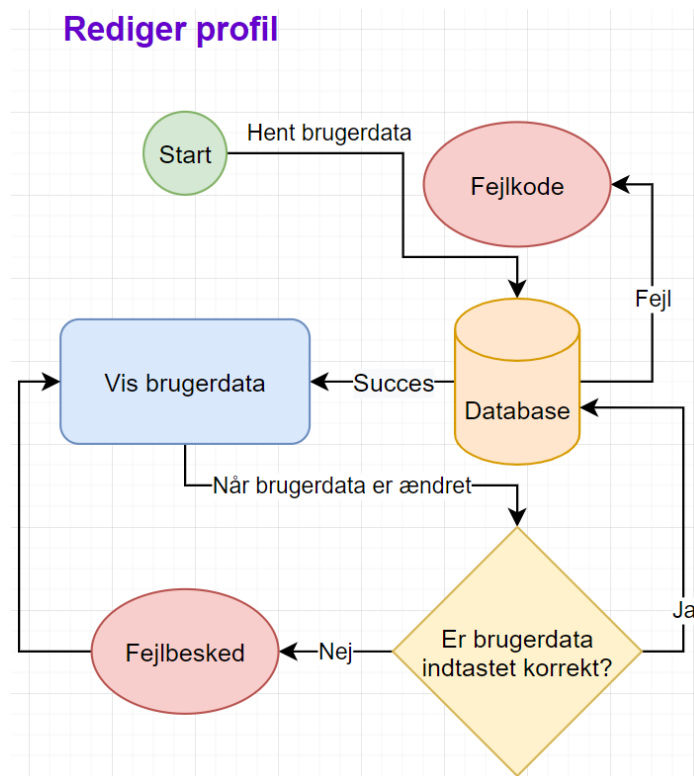 Rediger profil
Hent brugerdata
Start
Fejlkode
Fejl
Vis brugerdata
Succes
Database
Når brugerdata er ændret
Ja
Er brugerdata
indtastet korrekt?
Nej
Fejlbesked